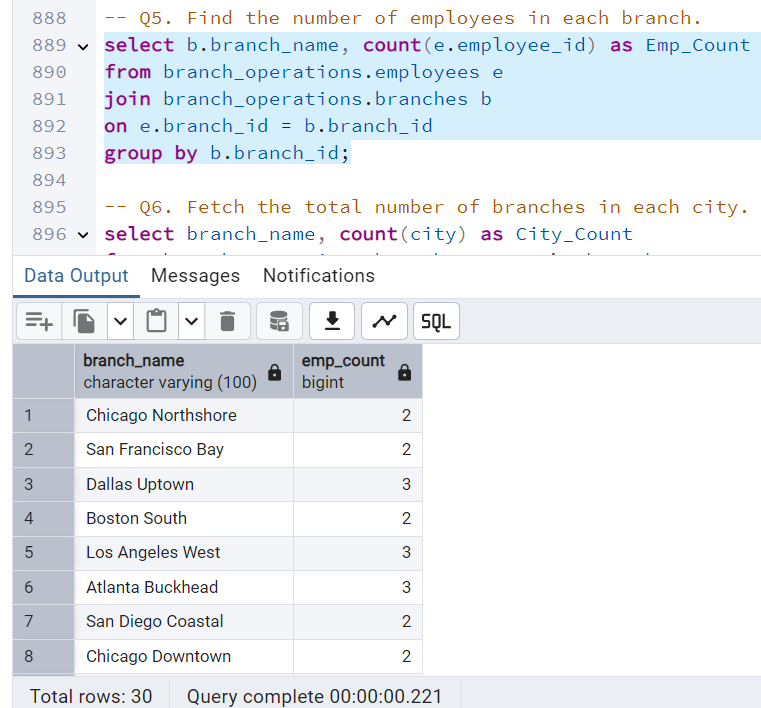 888 -- Q5. Find the number of employees in each branch.
889 select b.branch_name, count(e.employee_id) as Emp_Count
890 from branch_operations.employees e
891 join branch_operations.branches b
892 on e.branch_id = b.branch_id
893 group by b.branch_id;
894
895 -- Q6. Fetch the total number of branches in each city.
896 select branch_name, count(city) as City_Count
Data Output Messages Notifications
SQL
branch_name emp_count
character varying (100) bigint
1 Chicago Northshore 2
2 San Francisco Bay 2
3 Dallas Uptown 3
4 Boston South 2
5 Los Angeles West 3
6 Atlanta Buckhead 3
7 San Diego Coastal 2
8 Chicago Downtown 2
Total rows: 30 Query complete 00:00:00.221